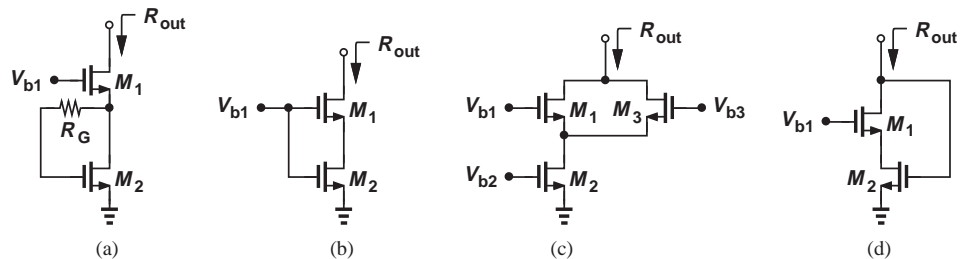 R_out
V_b1
M_1
R_G
M_2
(a)
R_out
V_b1
M_1
M_2
(b)
R_out
V_b1
M_1
M_3
V_b3
V_b2
M_2
(c)
R_out
V_b1
M_1
M_2
(d)